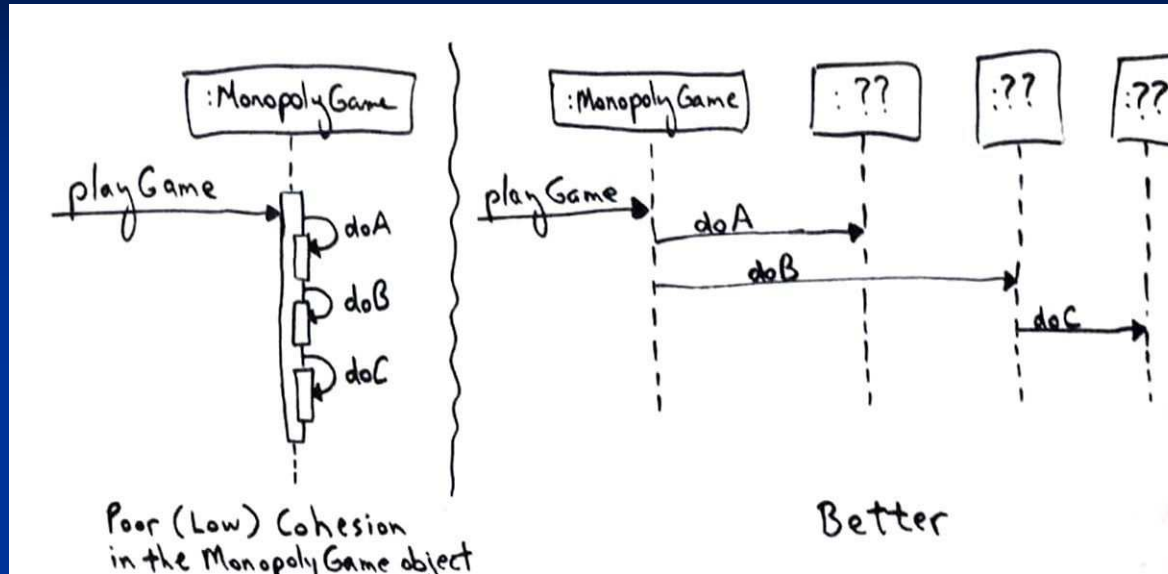 :MonopolyGame
playGame
doA
doB
doC
Poor (Low) Cohesion
in the MonopolyGame object
:MonopolyGame
: ??
:??
:??
playGame
doA
doB
doC
Better